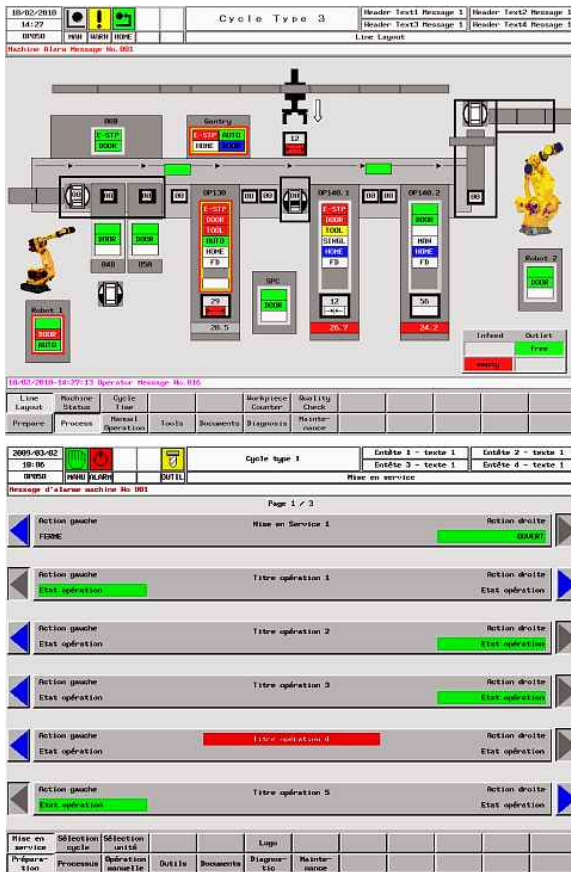 18/02/2010
14:27
OP050
MAN WARN HOME
Cycle Type 3
Header Text1 Message 1 Header Text2 Message 1
Header Text3 Message 1 Header Text4 Message 1
Line Layout
Machine Alarm Message No.001
Gantry
E-STP
DOOR
E-STP AUTO
HOME DOOR
12
OP130
OP140.1
OP140.2
E-STP
DOOR
TOOL
AUTO
HOME
FD
E-STP
DOOR
TOOL
SINGL
HOME
FD
DOOR
MAN
HOME
FD
DOOR
DOOR
04B
05A
SPC
DOOR
Robot 1
DOOR
AUTO
Robot 2
DOOR
29
12
56
28.5
26.7
24.2
Infeed Outlet
free
empty
18/02/2010-14:27:13 Operator Message No.016
Line Layout
Machine Status
Cycle Time
Workpiece Counter
Quality Check
Prepare
Process
Manual Operation
Tools
Documents
Diagnosis
Mainte-nance
2009/03/02
18:06
OP050
MANU ALARM OUTIL
Cycle type 1
Entête 1 - texte 1 Entête 2 - texte 1
Entête 3 - texte 1 Entête 4 - texte 1
Mise en service
Message d'alarme machine No 001
Page 1 / 3
Action gauche Mise en Service 1 Action droite
FERME OUVERT
Action gauche Titre opération 1 Action droite
Etat opération Etat opération
Action gauche Titre opération 2 Action droite
Etat opération Etat opération
Action gauche Titre opération 3 Action droite
Etat opération Etat opération
Action gauche Titre opération 4 Action droite
Etat opération Etat opération
Action gauche Titre opération 5 Action droite
Etat opération Etat opération
Mise en service
Sélection cycle
Sélection unité
Logo
Prépara-tion
Processus
Opération manuelle
Outils
Documents
Diagnos-tic
Mainte-nance